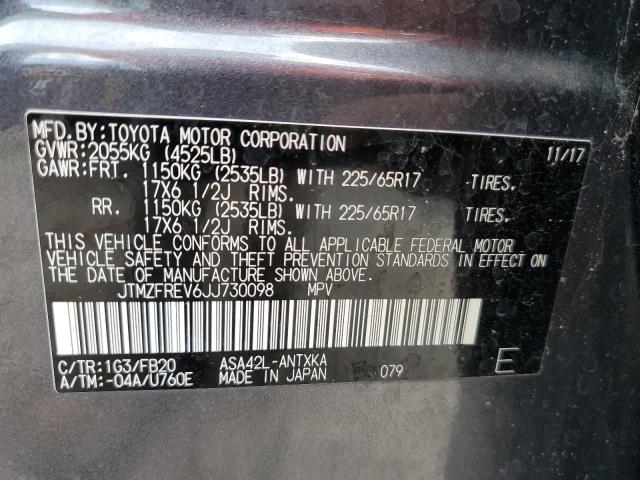 MFD.BY:TOYOTA MOTOR CORPORATION 11/17
GVWR:2055KG (4525LB)
GAWR:FRT. 1150KG (2535LB) WITH 225/65R17 TIRES.
17X6 1/2J RIMS.
RR. 1150KG (2535LB) WITH 225/65R17 TIRES.
17X6 1/2J RIMS.
THIS VEHICLE CONFORMS TO ALL APPLICABLE FEDERAL MOTOR
VEHICLE SAFETY AND THEFT PREVENTION STANDARDS IN EFFECT ON
THE DATE OF MANUFACTURE SHOWN ABOVE.
JTMZFREV6JJ730098 MPV
C/TR:1G3/FB20 ASA42L-ANTXKA
A/TM:-04A/U760E MADE IN JAPAN 079 E